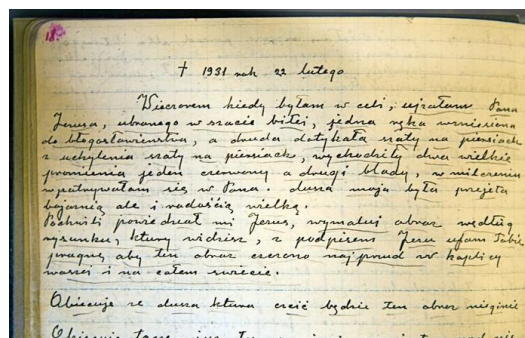 18.
† 1931 rok 22 lutego
Wieczorem kiedy byłam w celi, ujrzałam Pana
Jezusa, ubranego w szacie białei, jedna ręka wzniesiona
do błogosławieństwa, a druga dotykała szaty na piersiach
z uchylenia szaty na piersiach, wychodziły dwa wielkie
promienia jeden czerwony a drugi blady, w milczeniu
wpatrywałam się w Pana. dusza moja była przejęta
bojaźnią ale i radością wielką.
Po chwili powiedział mi Jezus, wymaluj obraz według
rysunku, który widzisz, z podpisem Jezu ufam Tobie
pragnę aby ten obraz czczono najprzód w kaplicy
waszej i na całem świecie.
Obiecuję że dusza która czcić będzie ten obraz nie zginie
Obiecuję